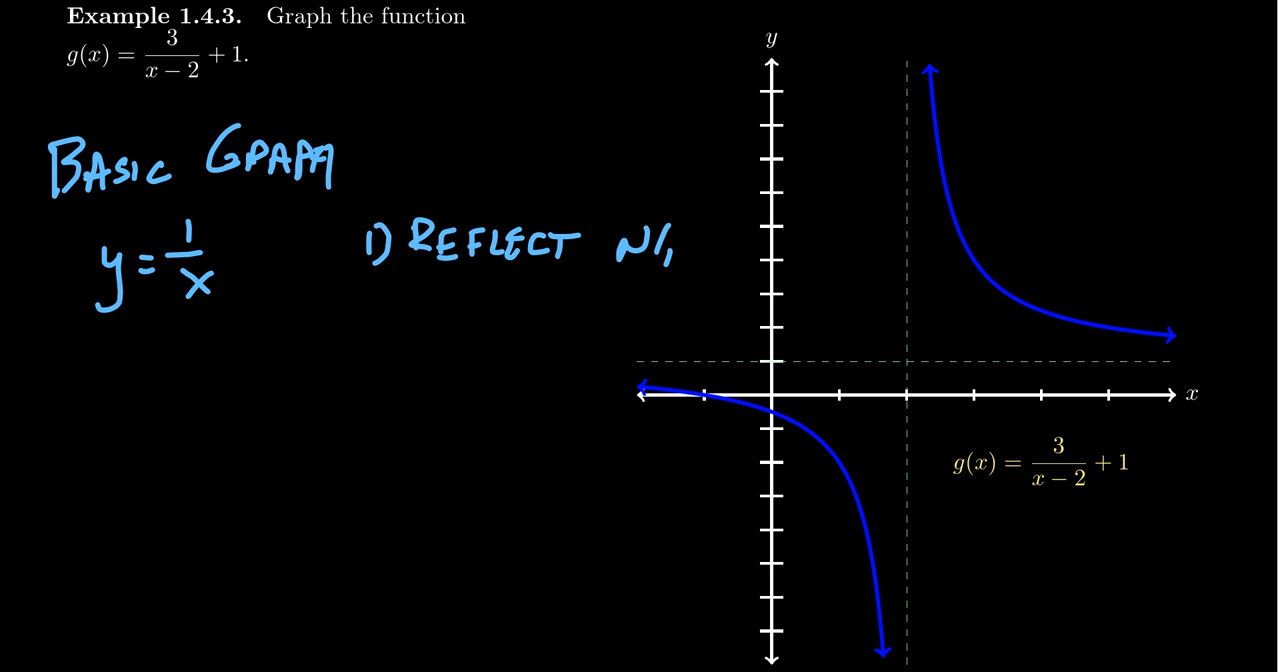 Example 1.4.3. Graph the function
g(x) = 3/(x − 2) + 1.
BASIC GRAPH
y = 1/x
1) REFLECT N/
y
x
g(x) = 3/(x − 2) + 1